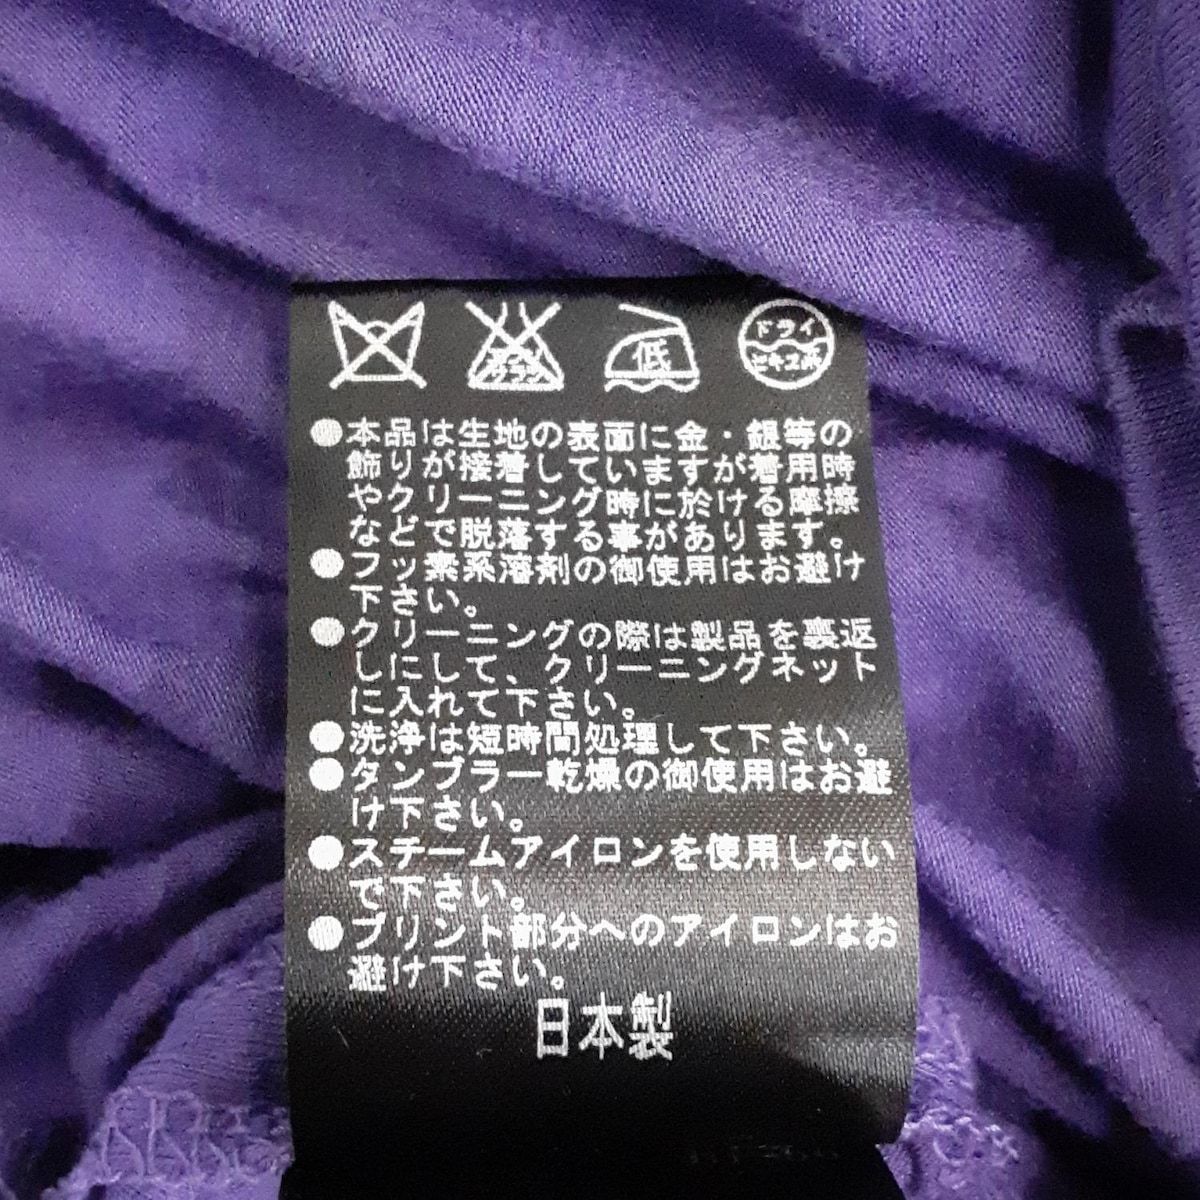 エンソ
サラシ
低
ドライ
セキユ系
●本品は生地の表面に金・銀等の
飾りが接着していますが着用時
やクリーニング時に於ける摩擦
などで脱落する事があります。
●フッ素系溶剤の御使用はお避け
下さい。
●クリーニングの際は製品を裏返
しにして、クリーニングネット
に入れて下さい。
●洗浄は短時間処理して下さい。
●タンブラー乾燥の御使用はお避
け下さい。
●スチームアイロンを使用しない
で下さい。
●プリント部分へのアイロンはお
避け下さい。
日本製